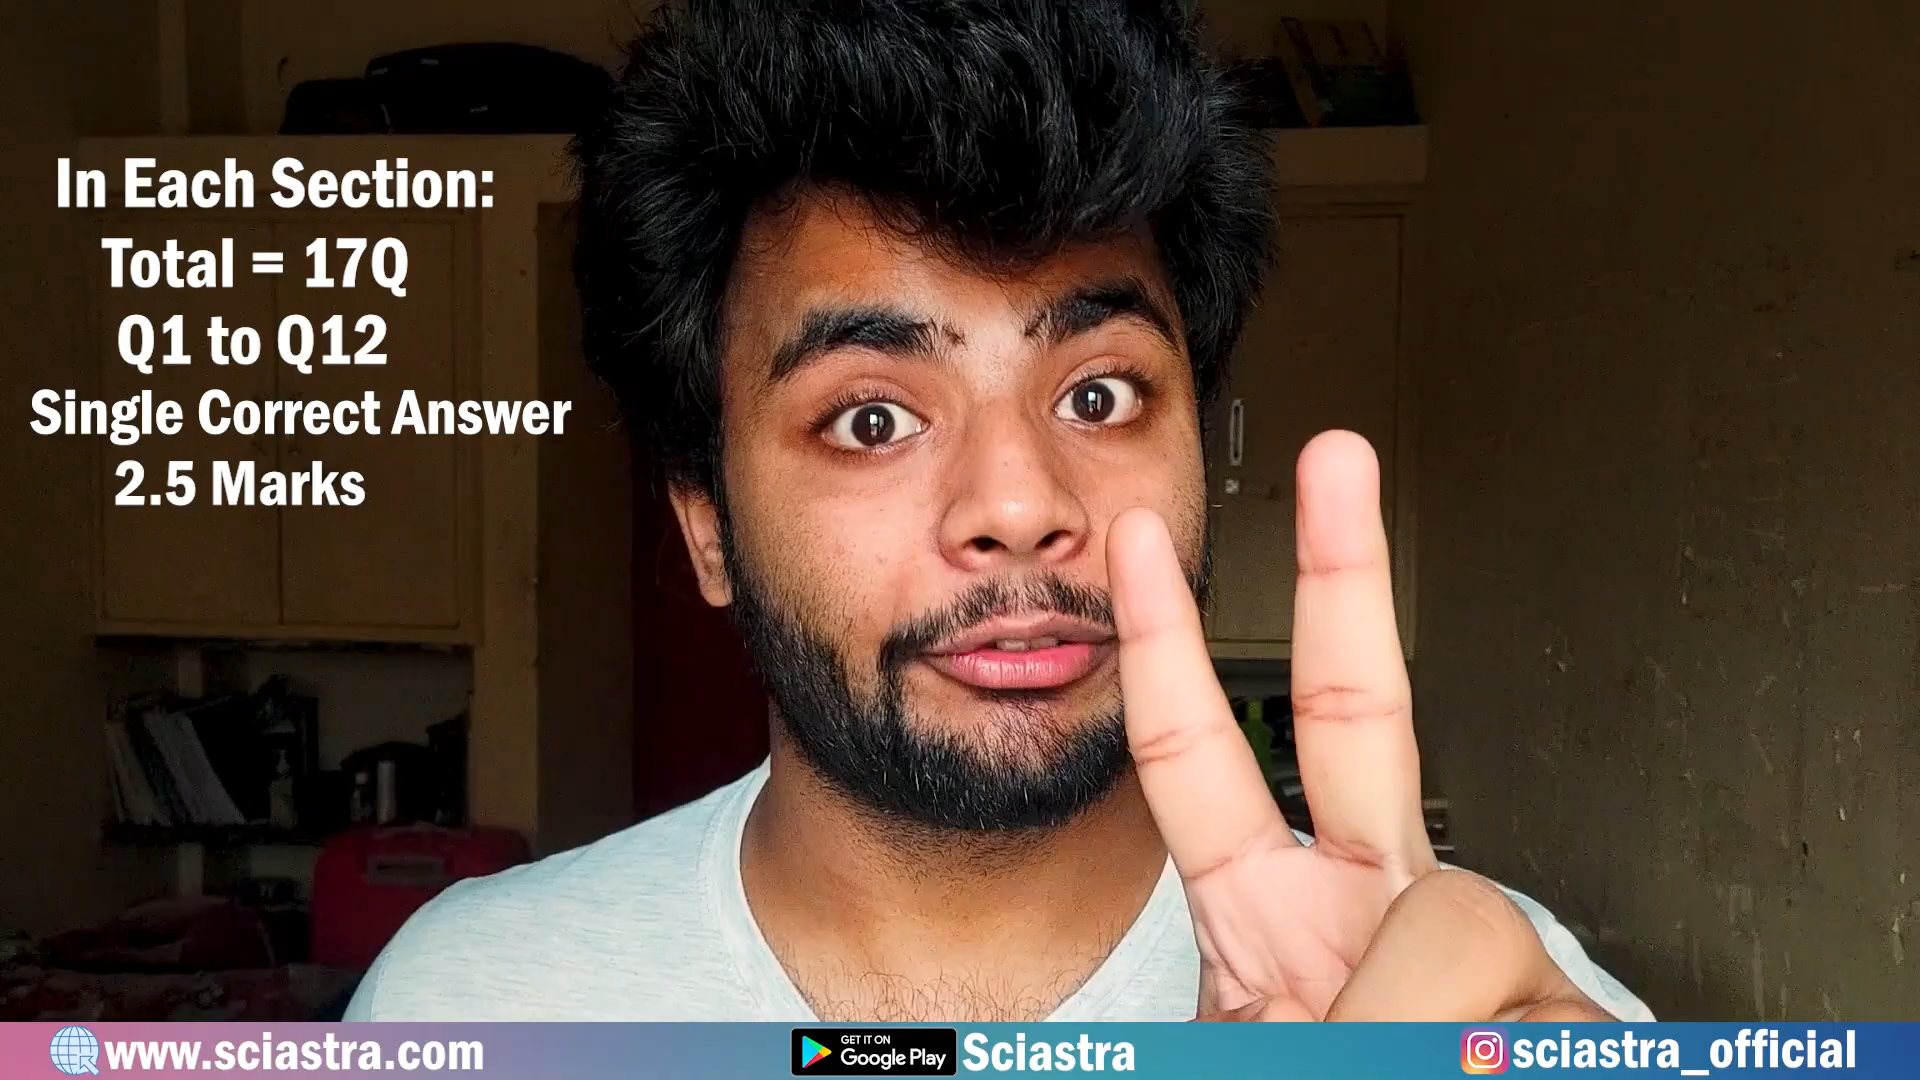 In Each Section:
Total = 17Q
Q1 to Q12
Single Correct Answer
2.5 Marks
www.sciastra.com
GET IT ON
Google Play
Sciastra
sciastra_official